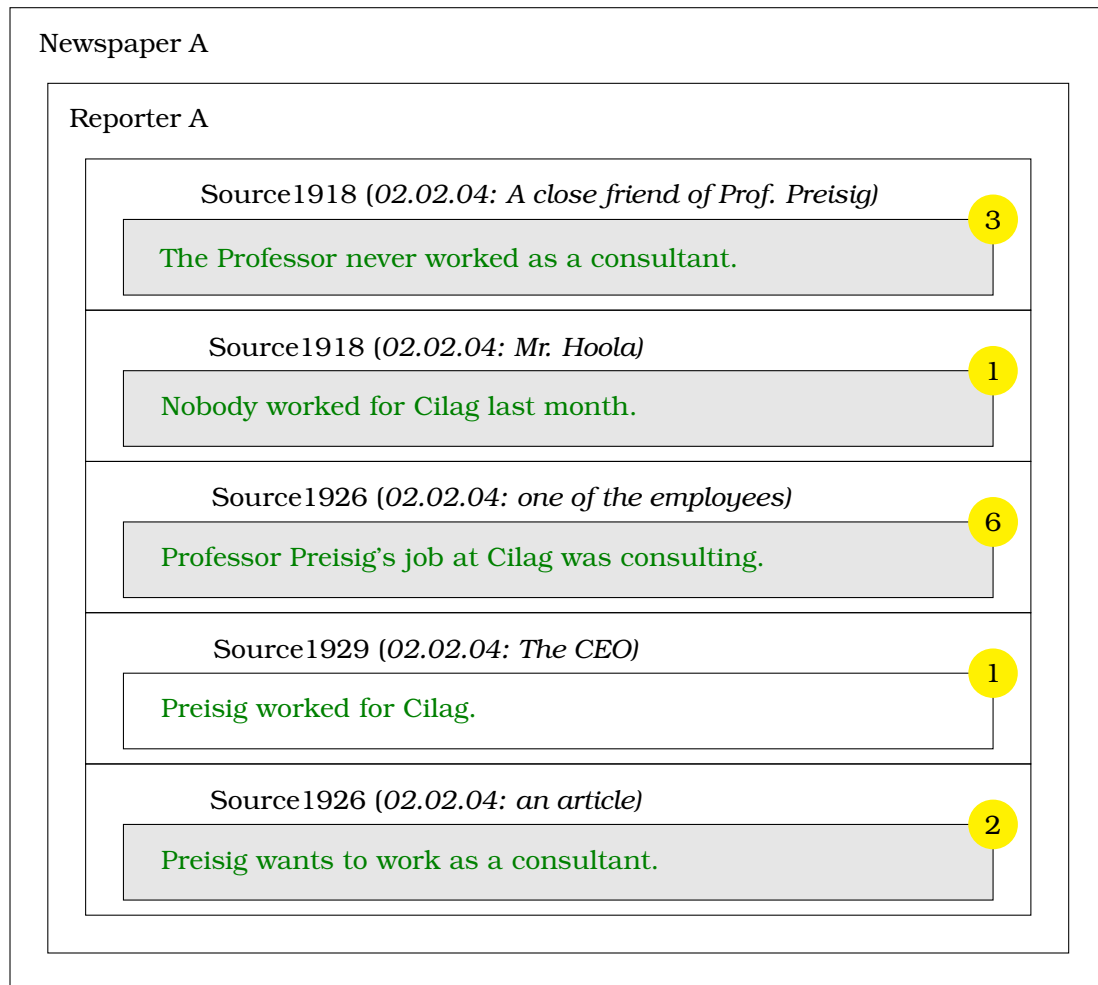 Newspaper A
Reporter A
Source1918 (02.02.04: A close friend of Prof. Preisig)
3
The Professor never worked as a consultant.
Source1918 (02.02.04: Mr. Hoola)
1
Nobody worked for Cilag last month.
Source1926 (02.02.04: one of the employees)
6
Professor Preisig's job at Cilag was consulting.
Source1929 (02.02.04: The CEO)
1
Preisig worked for Cilag.
Source1926 (02.02.04: an article)
2
Preisig wants to work as a consultant.